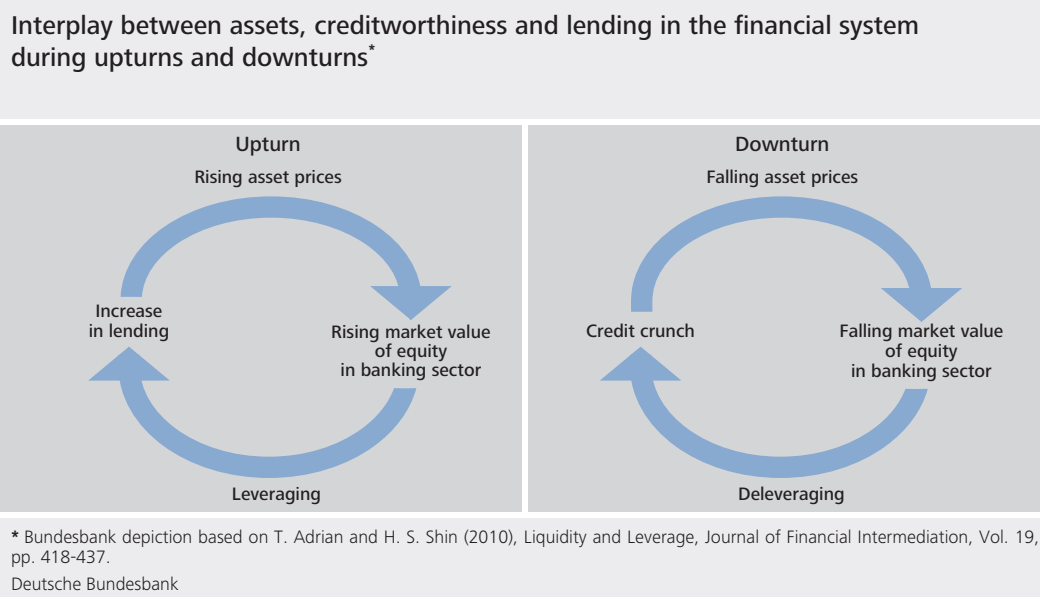 Interplay between assets, creditworthiness and lending in the financial system
during upturns and downturns*
Upturn
Rising asset prices
Increase
in lending
Rising market value
of equity
in banking sector
Leveraging
Downturn
Falling asset prices
Credit crunch
Falling market value
of equity
in banking sector
Deleveraging
* Bundesbank depiction based on T. Adrian and H. S. Shin (2010), Liquidity and Leverage, Journal of Financial Intermediation, Vol. 19,
pp. 418-437.
Deutsche Bundesbank